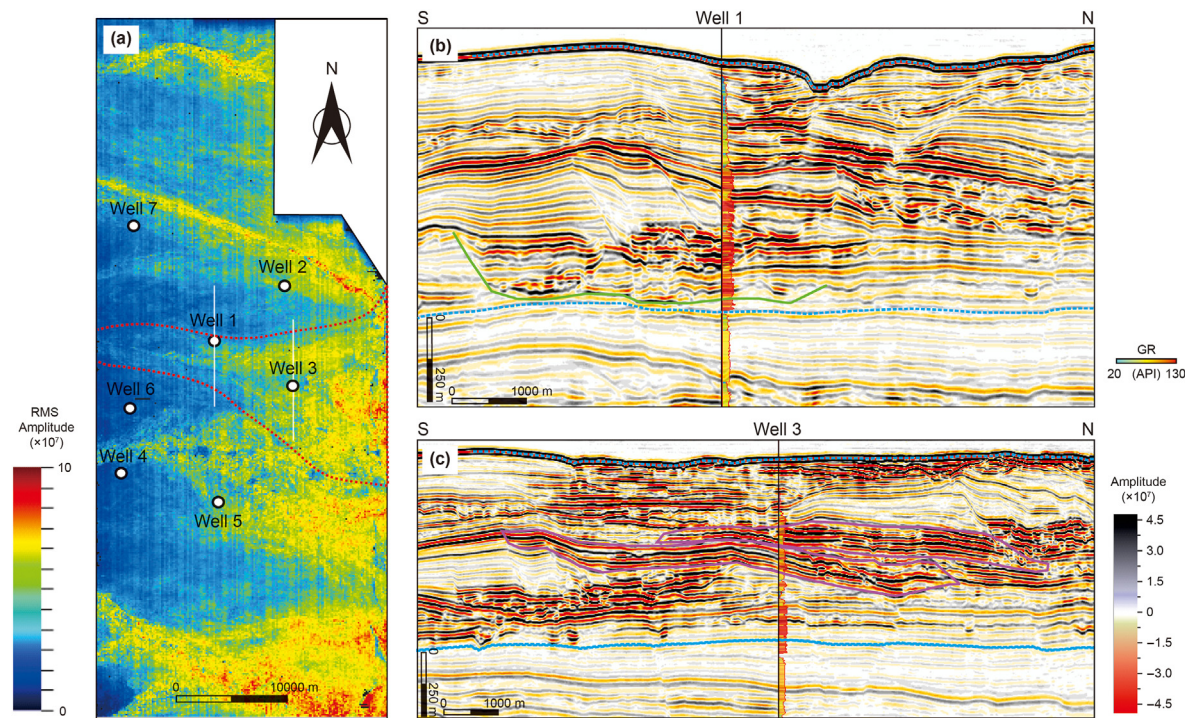 (a)
N
Well 7
Well 2
Well 1
Well 3
Well 6
Well 4
Well 5
RMS
Amplitude
(×10⁷)
10
0
0 10000 m
S Well 1 N
(b)
0
250 m
0 1000 m
GR
20 (API) 130
S Well 3 N
(c)
0
250 m
0 1000 m
Amplitude
(×10⁷)
4.5
3.0
1.5
0
−1.5
−3.0
−4.5